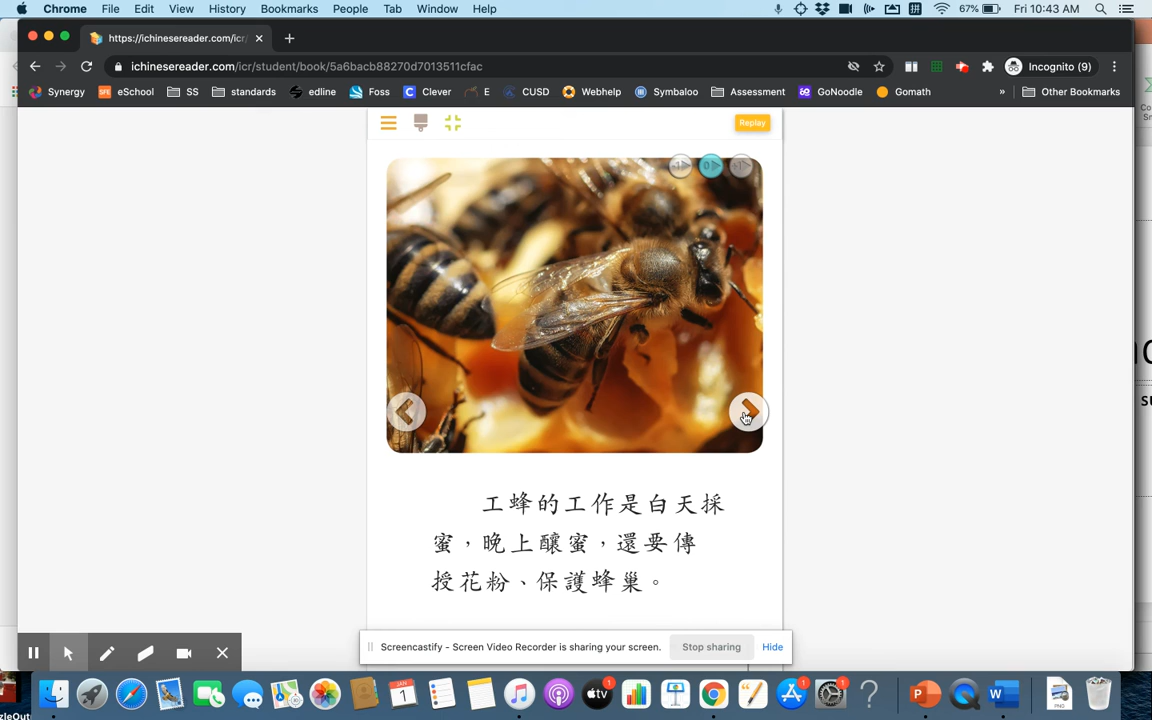 Chrome File Edit View History Bookmarks People Tab Window Help 67% Fri 10:43 AM
https://ichinesereader.com/icr/
ichinesereader.com/icr/student/book/5a6bacb88270d7013511cfac Incognito (9)
Synergy eSchool SS standards edline Foss Clever E CUSD Webhelp Symbaloo Assessment GoNoodle Gomath » Other Bookmarks
Replay
工蜂的工作是白天採
蜜，晚上釀蜜，還要傳
授花粉、保護蜂巢。
Screencastify - Screen Video Recorder is sharing your screen. Stop sharing Hide